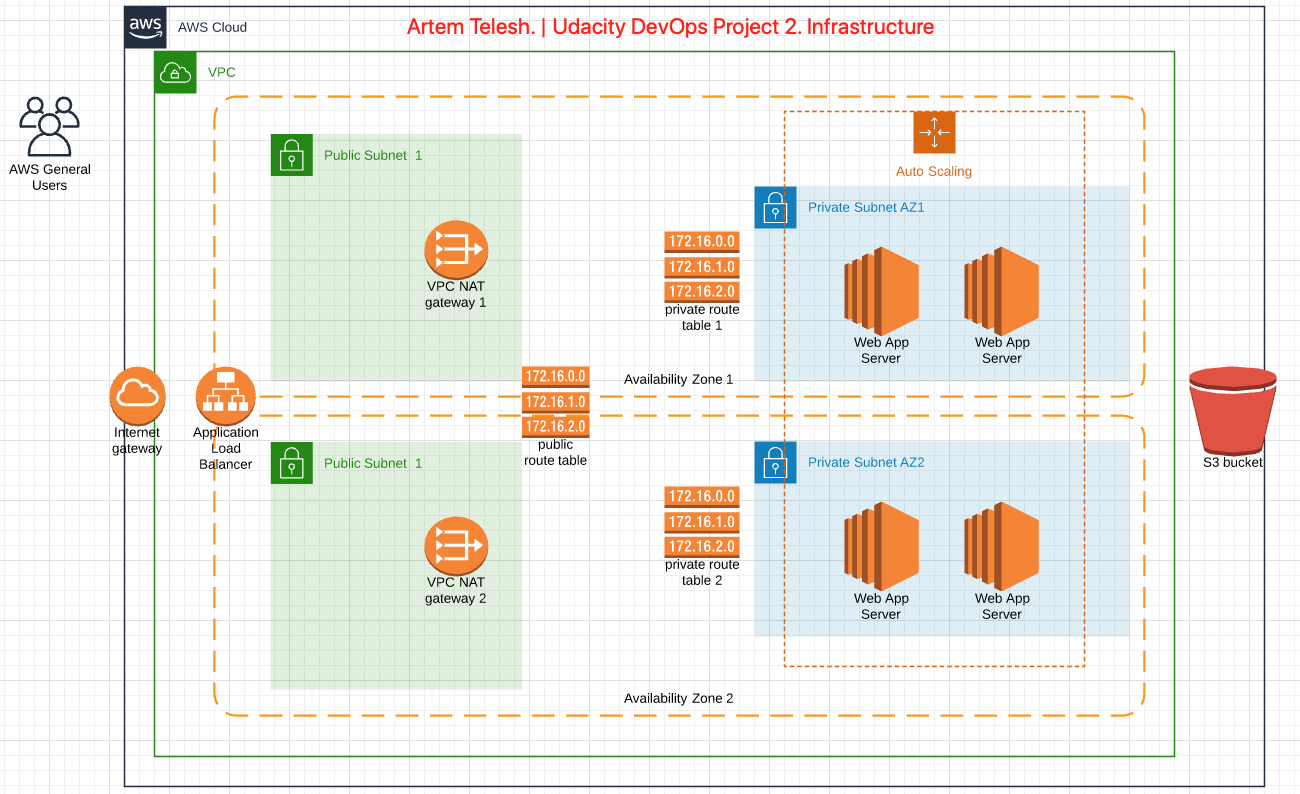 Artem Telesh. | Udacity DevOps Project 2. Infrastructure
aws
AWS Cloud
VPC
AWS General
Users
Public Subnet 1
VPC NAT
gateway 1
Auto Scaling
Private Subnet AZ1
172.16.0.0
172.16.1.0
172.16.2.0
private route
table 1
Web App
Server
Web App
Server
Availability Zone 1
Internet
gateway
Application
Load
Balancer
172.16.0.0
172.16.1.0
172.16.2.0
public
route table
S3 bucket
Public Subnet 1
VPC NAT
gateway 2
Private Subnet AZ2
172.16.0.0
172.16.1.0
172.16.2.0
private route
table 2
Web App
Server
Web App
Server
Availability Zone 2